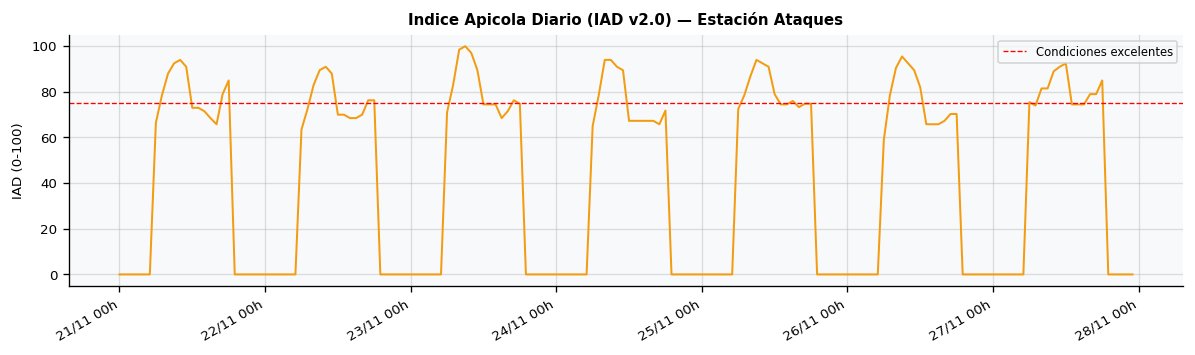 Indice Apicola Diario (IAD v2.0) — Estación Ataques
IAD (0-100)
100
80
60
40
20
0
Condiciones excelentes
21/11 00h
22/11 00h
23/11 00h
24/11 00h
25/11 00h
26/11 00h
27/11 00h
28/11 00h